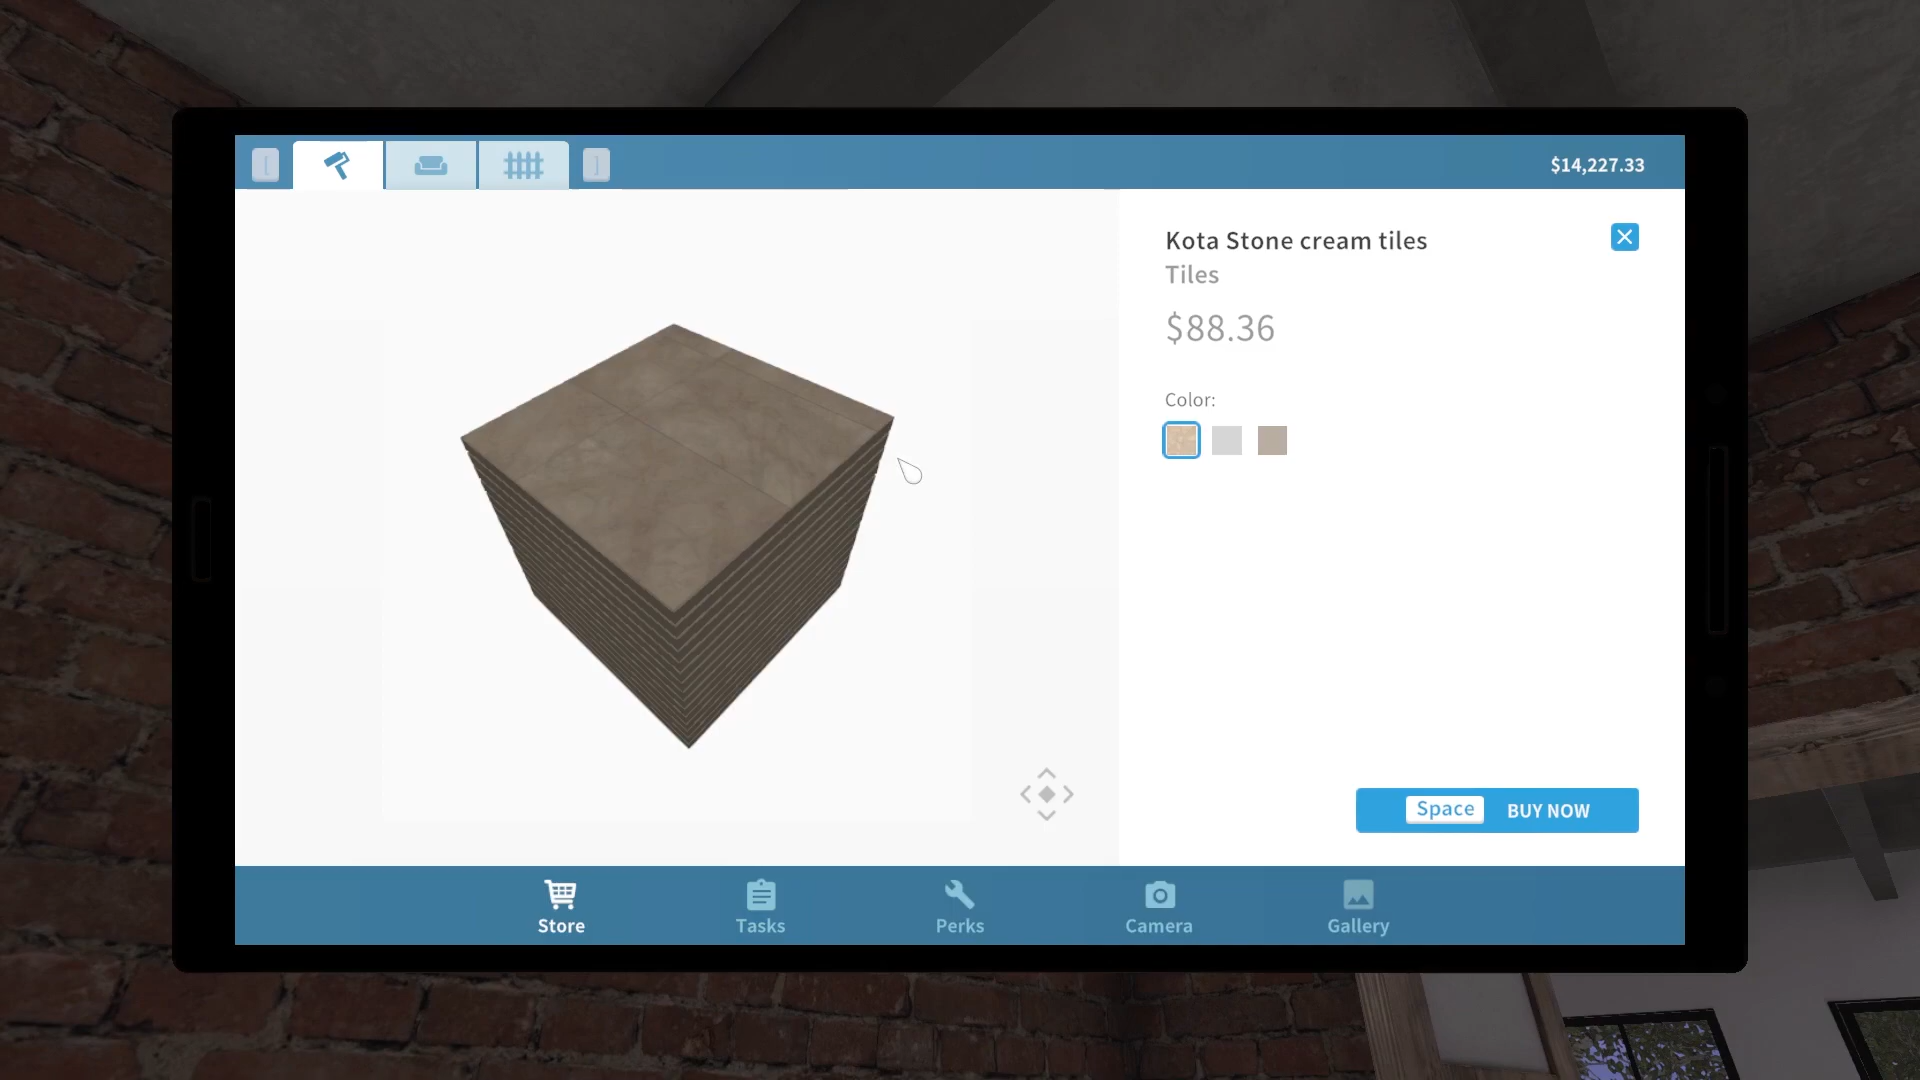 [
]
$14,227.33
Kota Stone cream tiles
Tiles
$88.36
Color:
Space BUY NOW
Store
Tasks
Perks
Camera
Gallery